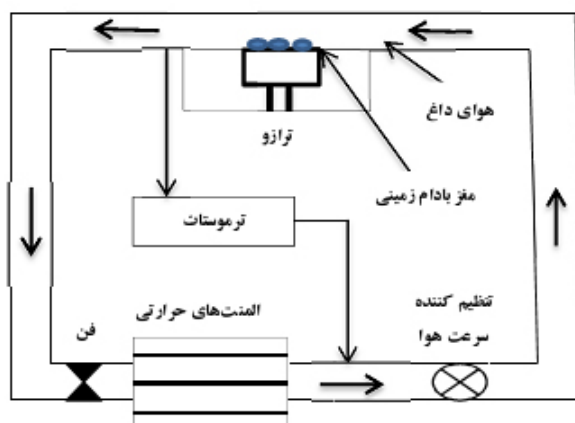 هوای داغ
ترازو
مغز بادام زمینی
ترموستات
المنت‌های حرارتی
تنظیم کننده
سرعت هوا
فن